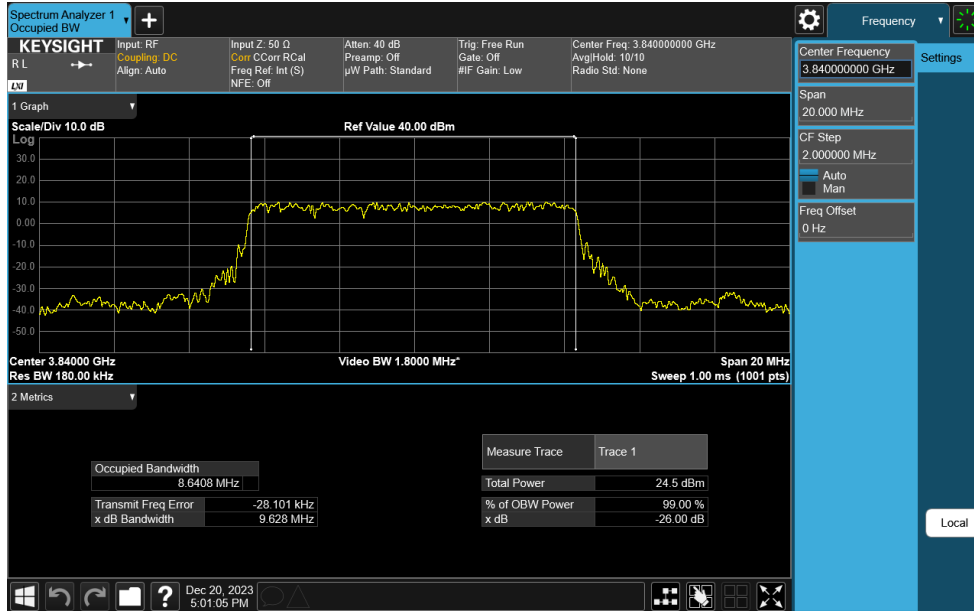 Spectrum Analyzer 1
Occupied BW
Frequency
KEYSIGHT
R L
LXI
Input: RF
Coupling: DC
Align: Auto
Input Z: 50 Ω
Corr CCorr RCal
Freq Ref: Int (S)
NFE: Off
Atten: 40 dB
Preamp: Off
µW Path: Standard
Trig: Free Run
Gate: Off
#IF Gain: Low
Center Freq: 3.840000000 GHz
Avg|Hold: 10/10
Radio Std: None
Center Frequency
3.840000000 GHz
Settings
Span
20.000 MHz
CF Step
2.000000 MHz
Auto
Man
Freq Offset
0 Hz
Local
1 Graph
Scale/Div 10.0 dB
Ref Value 40.00 dBm
Log
30.0
20.0
10.0
0.00
-10.0
-20.0
-30.0
-40.0
-50.0
Center 3.84000 GHz
Video BW 1.8000 MHz*
Span 20 MHz
Res BW 180.00 kHz
Sweep 1.00 ms (1001 pts)
2 Metrics
Occupied Bandwidth
8.6408 MHz
Transmit Freq Error -28.101 kHz
x dB Bandwidth 9.628 MHz
Measure Trace Trace 1
Total Power 24.5 dBm
% of OBW Power 99.00 %
x dB -26.00 dB
?
Dec 20, 2023
5:01:05 PM